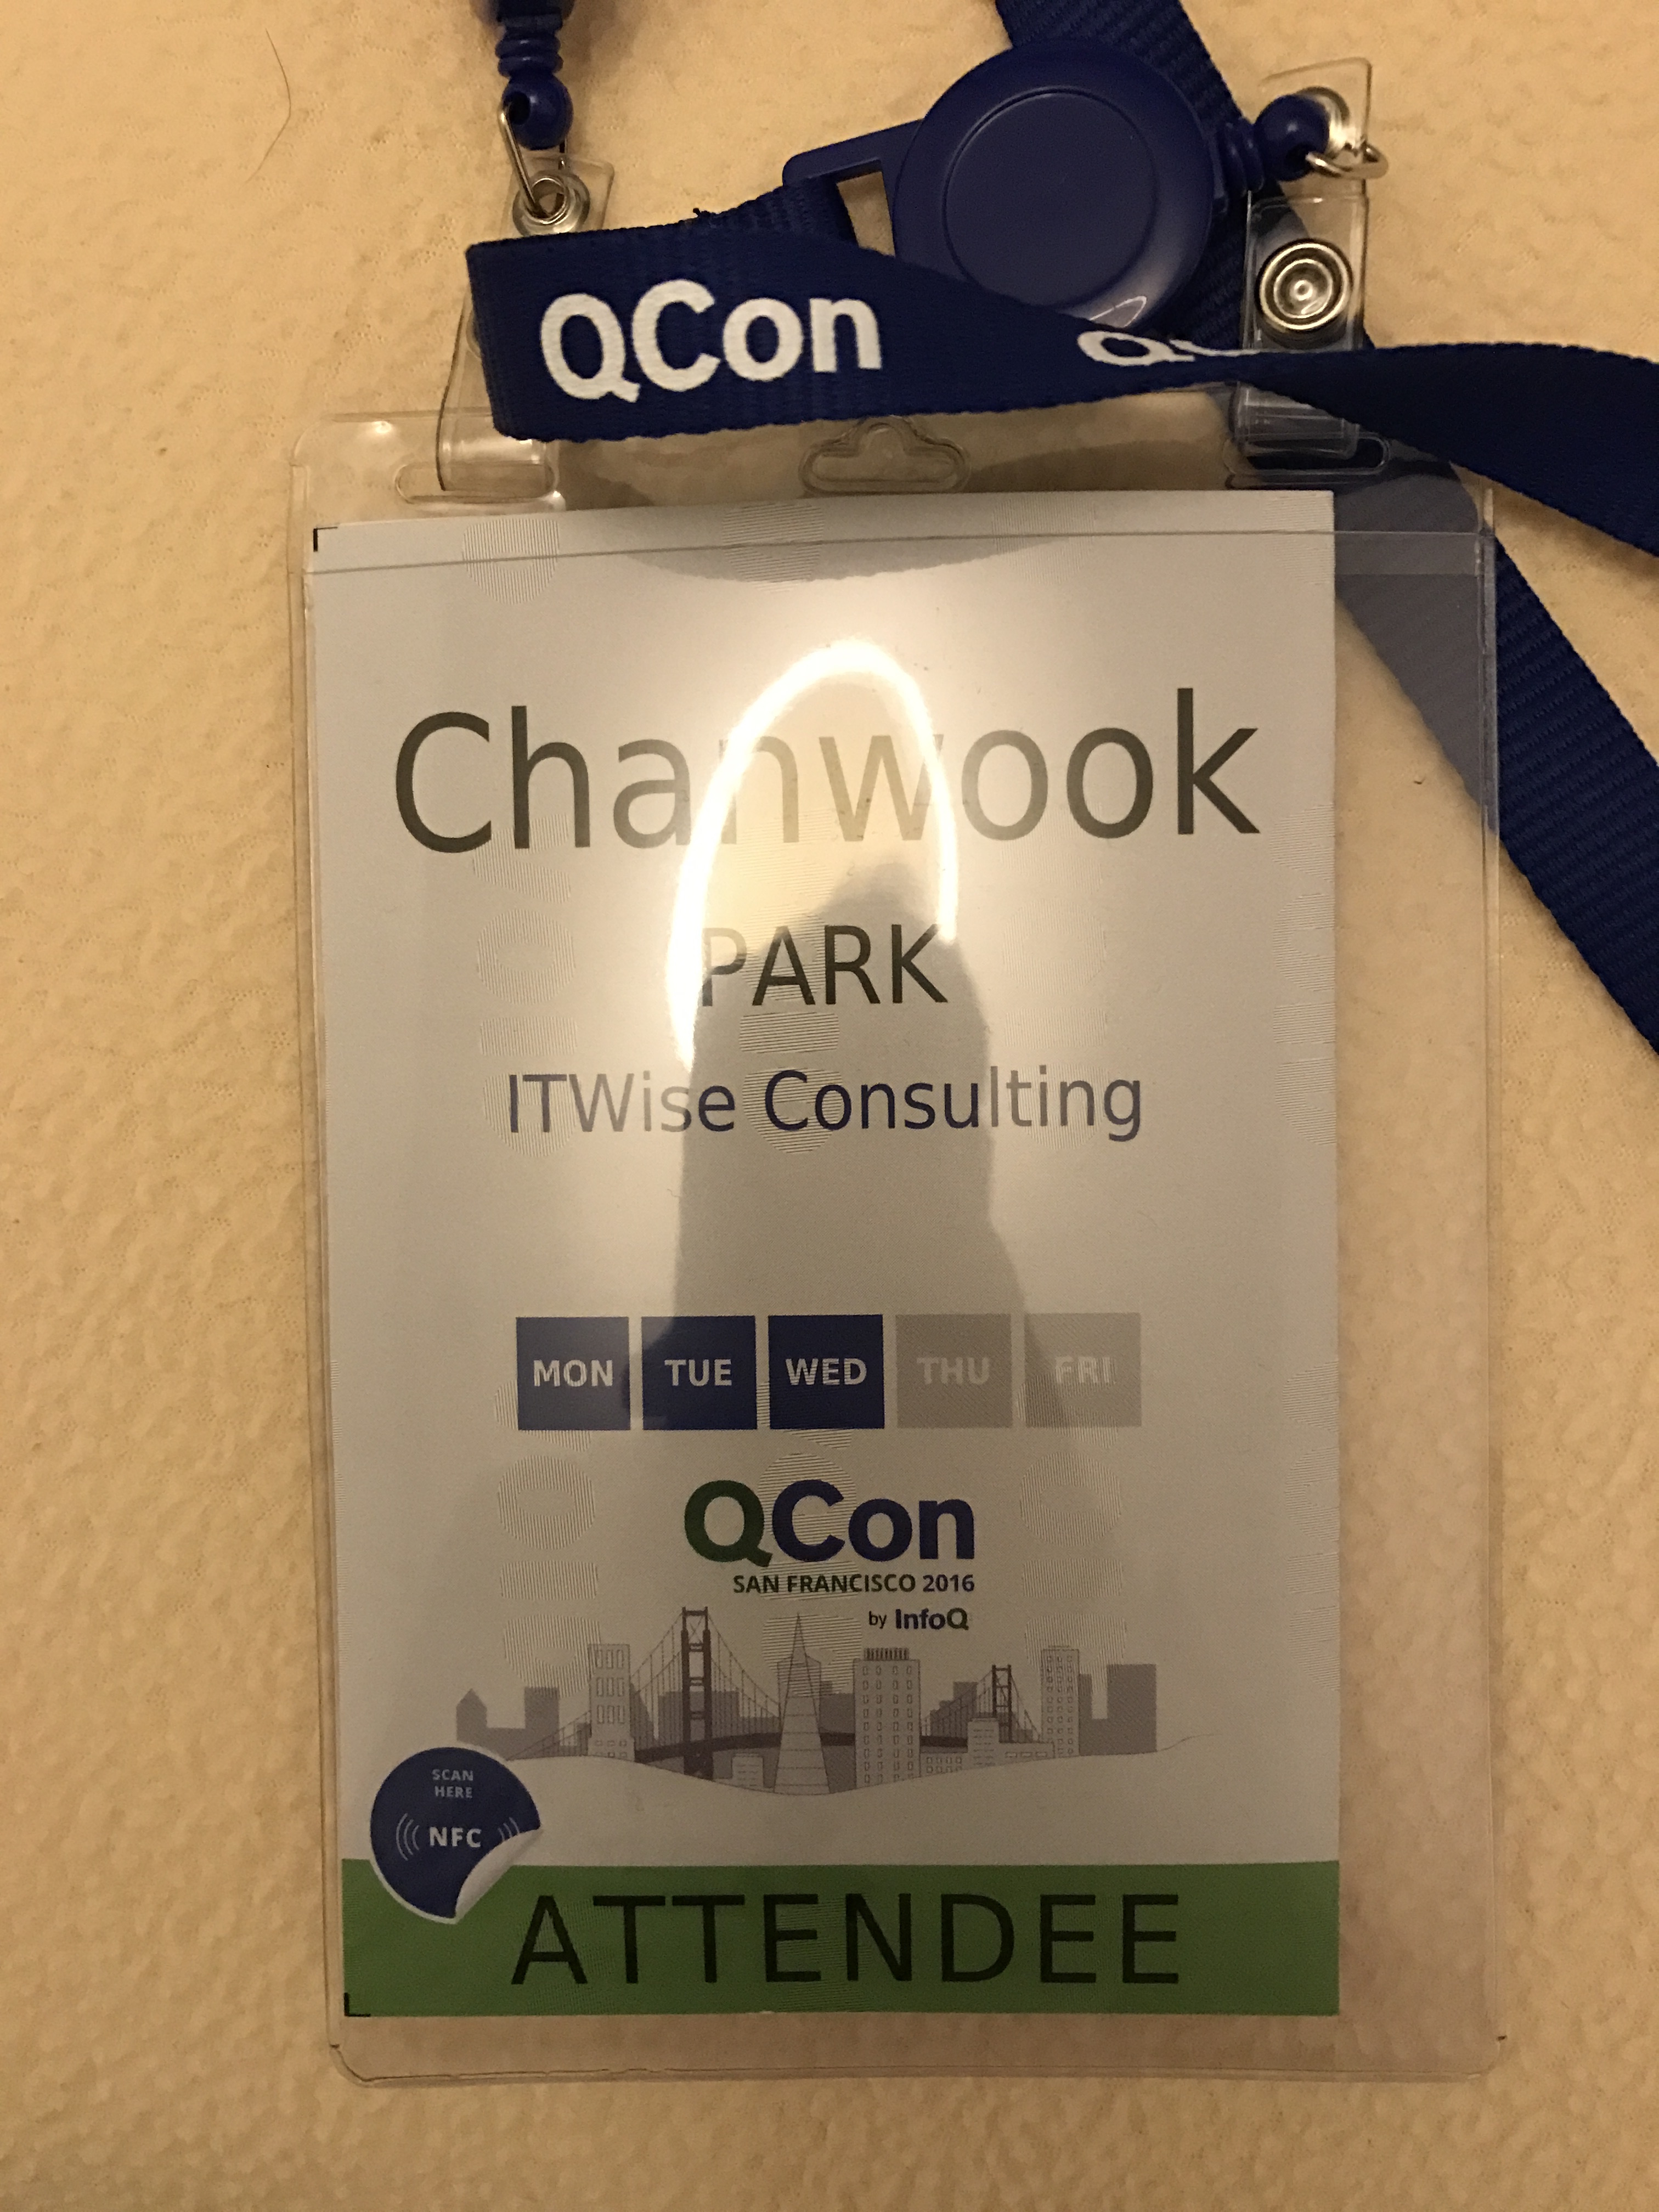 QCon
Chanwook
PARK
ITWise Consulting
MON TUE WED THU FRI
QCon
SAN FRANCISCO 2016
by InfoQ
SCAN
HERE
NFC
ATTENDEE